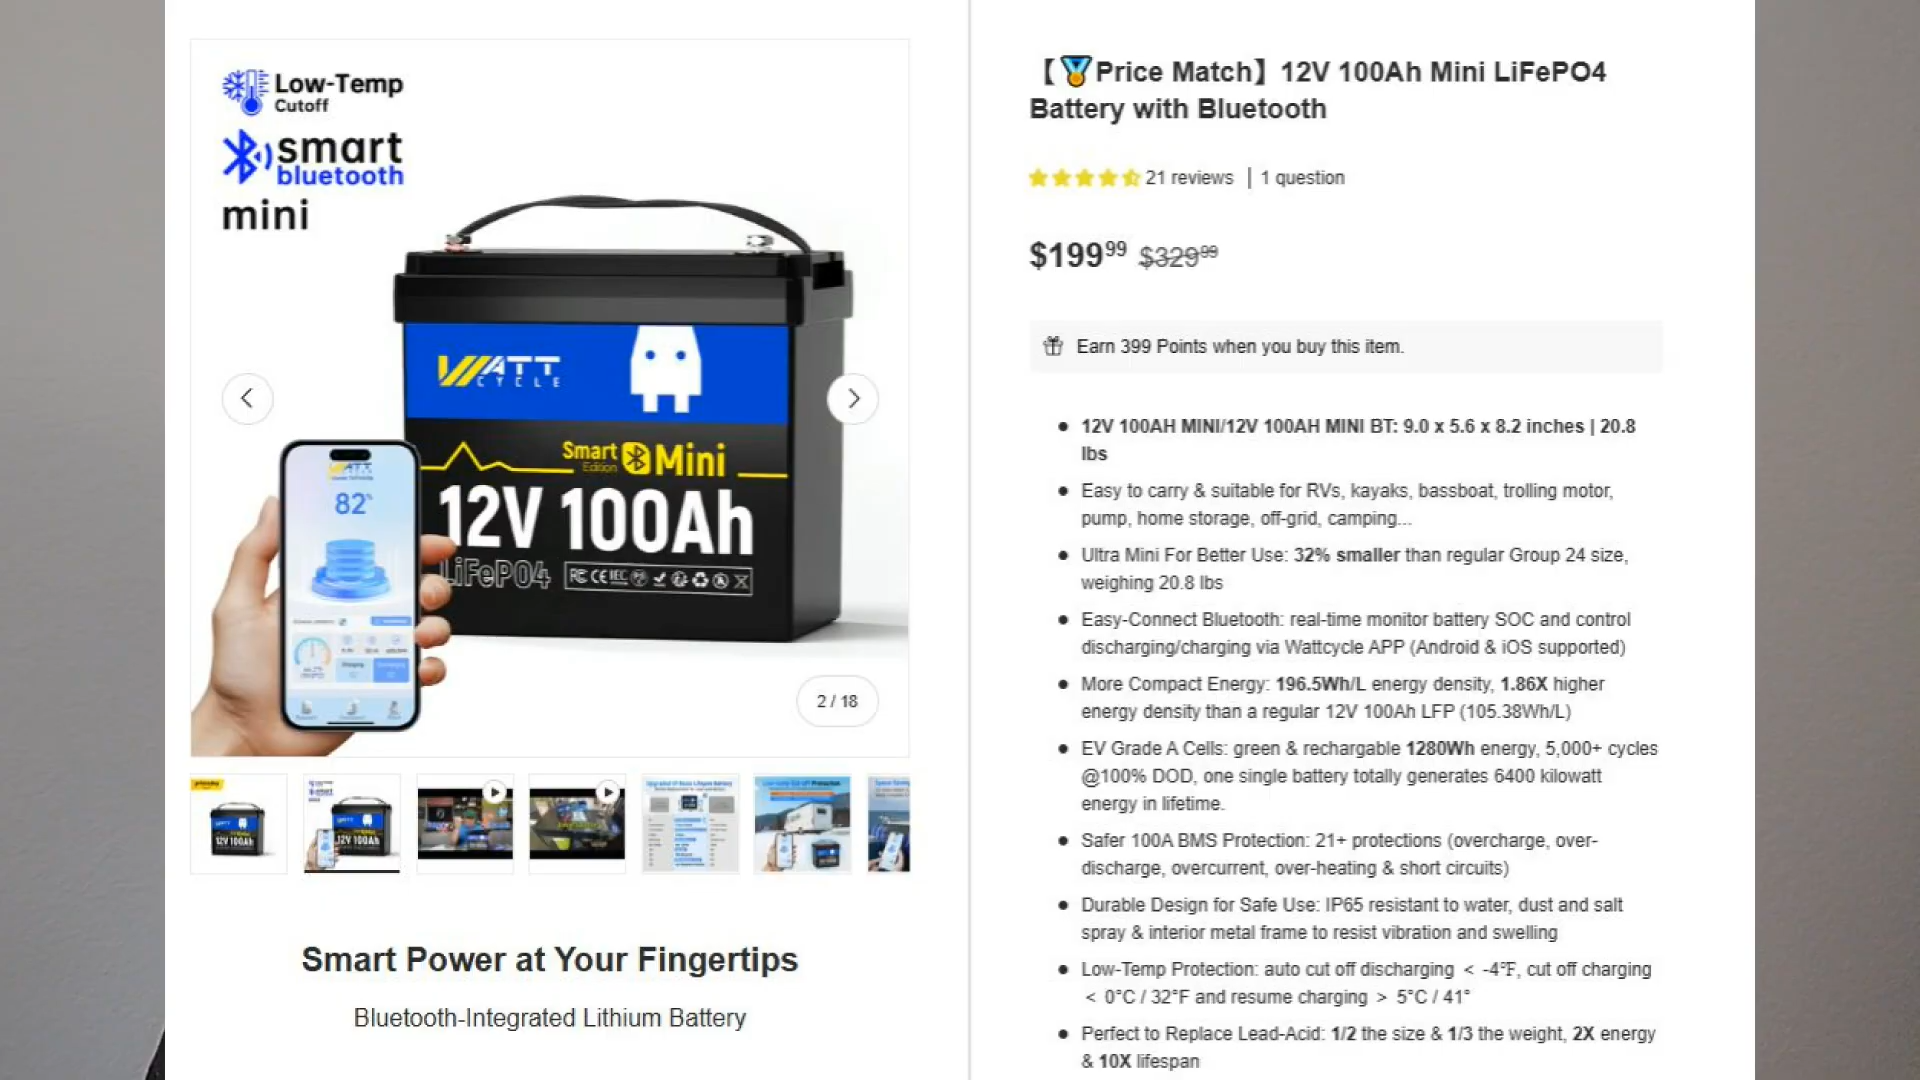 Low-Temp
Cutoff
smart
bluetooth
mini
WATT
CYCLE
Smart
Edition
Mini
12V 100Ah
LiFePO4
CE IEC
82%
2 / 18
Smart Power at Your Fingertips
Bluetooth-Integrated Lithium Battery
【🏅Price Match】12V 100Ah Mini LiFePO4
Battery with Bluetooth
21 reviews | 1 question
$199.99 $329.99
Earn 399 Points when you buy this item.
12V 100AH MINI/12V 100AH MINI BT: 9.0 x 5.6 x 8.2 inches | 20.8
lbs
Easy to carry & suitable for RVs, kayaks, bassboat, trolling motor,
pump, home storage, off-grid, camping...
Ultra Mini For Better Use: 32% smaller than regular Group 24 size,
weighing 20.8 lbs
Easy-Connect Bluetooth: real-time monitor battery SOC and control
discharging/charging via Wattcycle APP (Android & iOS supported)
More Compact Energy: 196.5Wh/L energy density, 1.86X higher
energy density than a regular 12V 100Ah LFP (105.38Wh/L)
EV Grade A Cells: green & rechargable 1280Wh energy, 5,000+ cycles
@100% DOD, one single battery totally generates 6400 kilowatt
energy in lifetime.
Safer 100A BMS Protection: 21+ protections (overcharge, over-
discharge, overcurrent, over-heating & short circuits)
Durable Design for Safe Use: IP65 resistant to water, dust and salt
spray & interior metal frame to resist vibration and swelling
Low-Temp Protection: auto cut off discharging ＜ -4℉, cut off charging
＜ 0°C / 32°F and resume charging ＞ 5°C / 41°
Perfect to Replace Lead-Acid: 1/2 the size & 1/3 the weight, 2X energy
& 10X lifespan